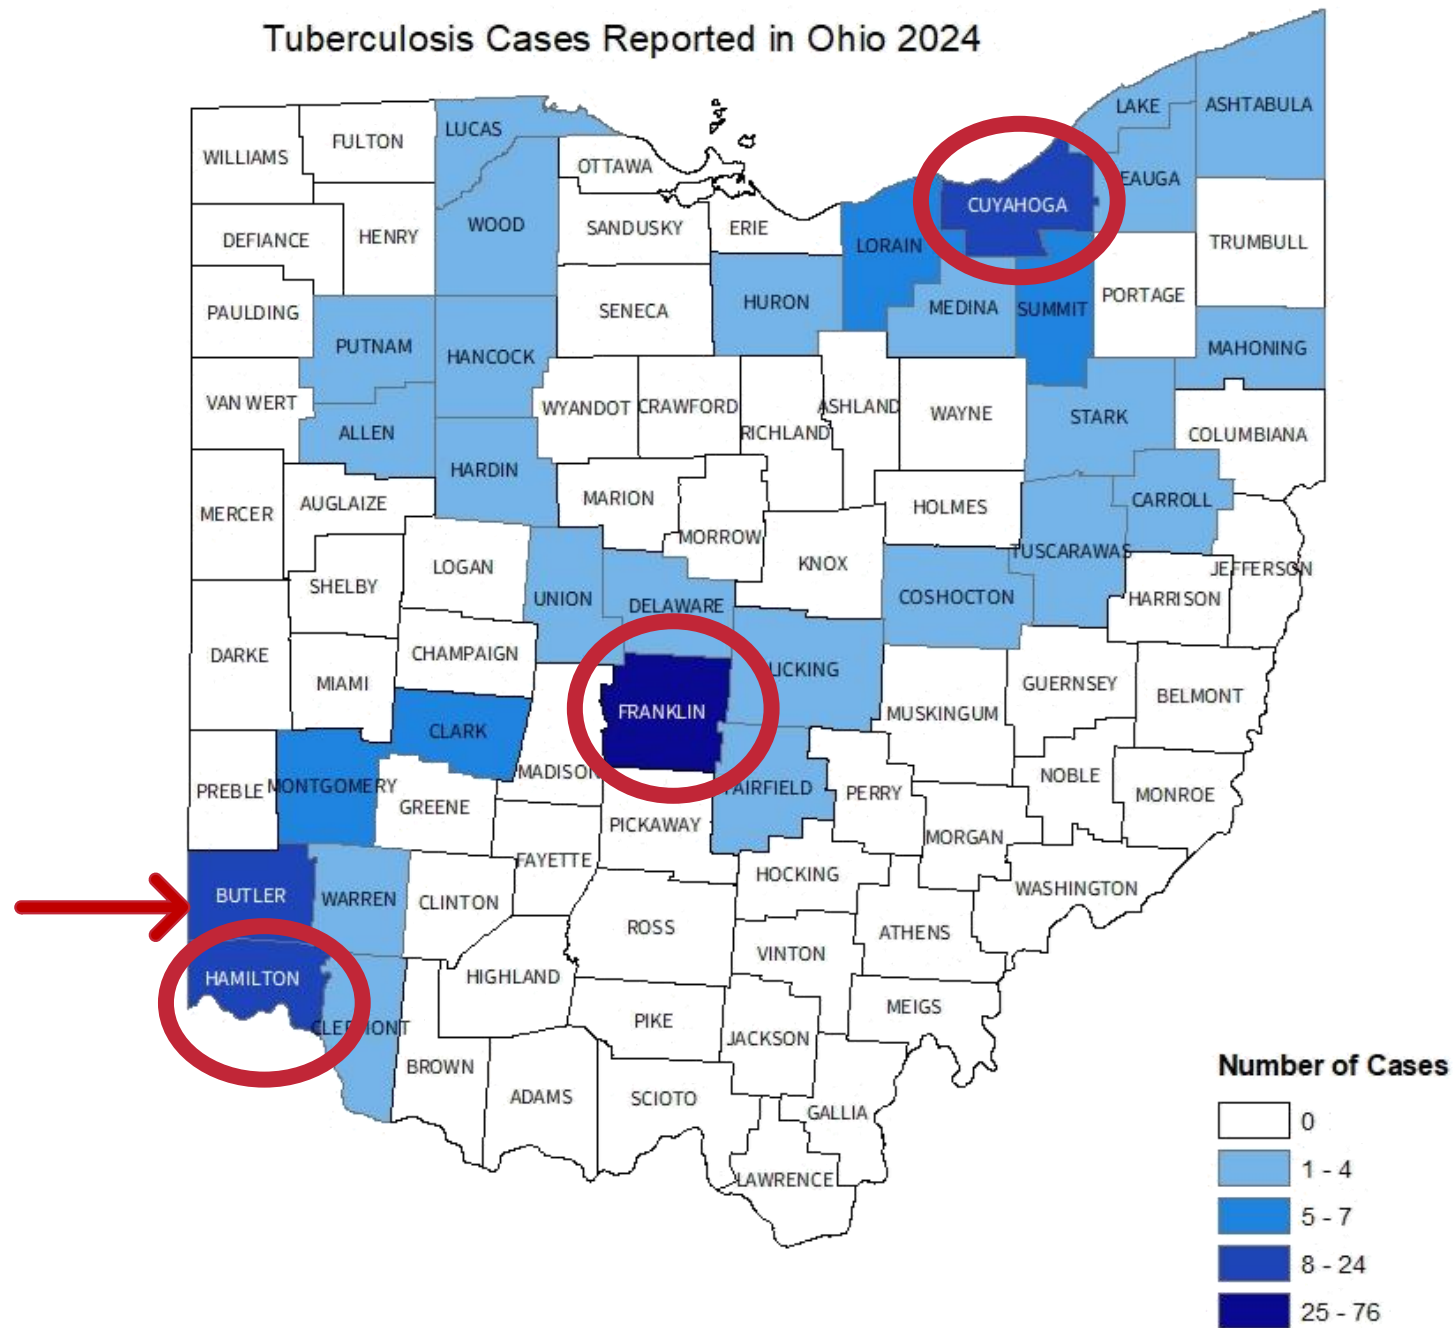 Tuberculosis Cases Reported in Ohio 2024
LAKE
ASHTABULA
LUCAS
FULTON
WILLIAMS
OTTAWA
EAUGA
CUYAHOGA
WOOD
SANDUSKY
ERIE
HENRY
DEFIANCE
LORAIN
TRUMBULL
PORTAGE
HURON
MEDINA
SUMMIT
PAULDING
SENECA
PUTNAM
MAHONING
HANCOCK
VAN WERT
WYANDOT
CRAWFORD
ASHLAND
WAYNE
STARK
ALLEN
RICHLAND
COLUMBIANA
HARDIN
MARION
CARROLL
AUGLAIZE
HOLMES
MERCER
MORROW
TUSCARAWAS
KNOX
LOGAN
JEFFERSON
SHELBY
UNION
DELAWARE
COSHOCTON
HARRISON
DARKE
CHAMPAIGN
LICKING
MIAMI
GUERNSEY
BELMONT
FRANKLIN
MUSKINGUM
CLARK
MADISON
NOBLE
PREBLE
MONTGOMERY
FAIRFIELD
PERRY
MONROE
GREENE
PICKAWAY
MORGAN
FAYETTE
HOCKING
WASHINGTON
BUTLER
WARREN
CLINTON
ROSS
ATHENS
VINTON
HAMILTON
HIGHLAND
MEIGS
PIKE
CLERMONT
JACKSON
BROWN
Number of Cases
ADAMS
SCIOTO
GALLIA
0
1 - 4
LAWRENCE
5 - 7
8 - 24
25 - 76